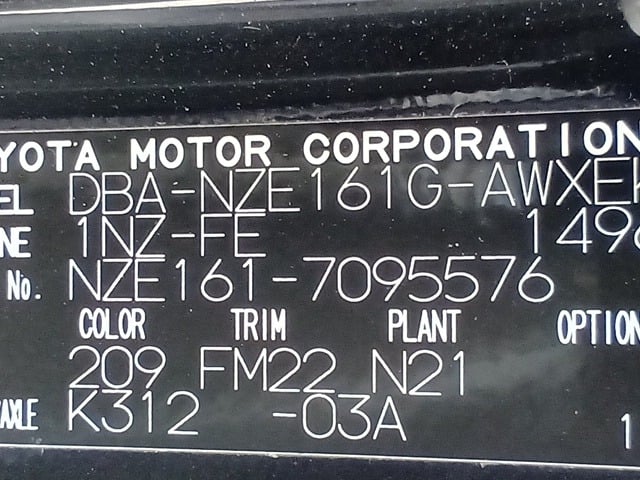 YOTA MOTOR CORPORATION
EL DBA-NZE161G-AWXEK
NE 1NZ-FE 1496
No. NZE161-7095576
COLOR TRIM PLANT OPTION
209 FM22 N21
AXLE K312 -03A 1